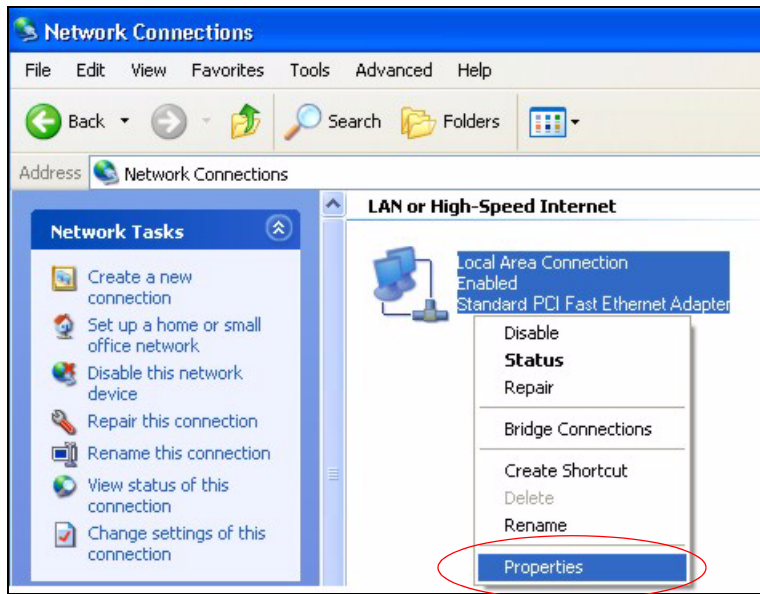 Network Connections
File Edit View Favorites Tools Advanced Help
Back Search Folders
Address Network Connections
Network Tasks
Create a new
connection
Set up a home or small
office network
Disable this network
device
Repair this connection
Rename this connection
View status of this
connection
Change settings of this
connection
LAN or High-Speed Internet
Local Area Connection
Enabled
Standard PCI Fast Ethernet Adapter
Disable
Status
Repair
Bridge Connections
Create Shortcut
Delete
Rename
Properties